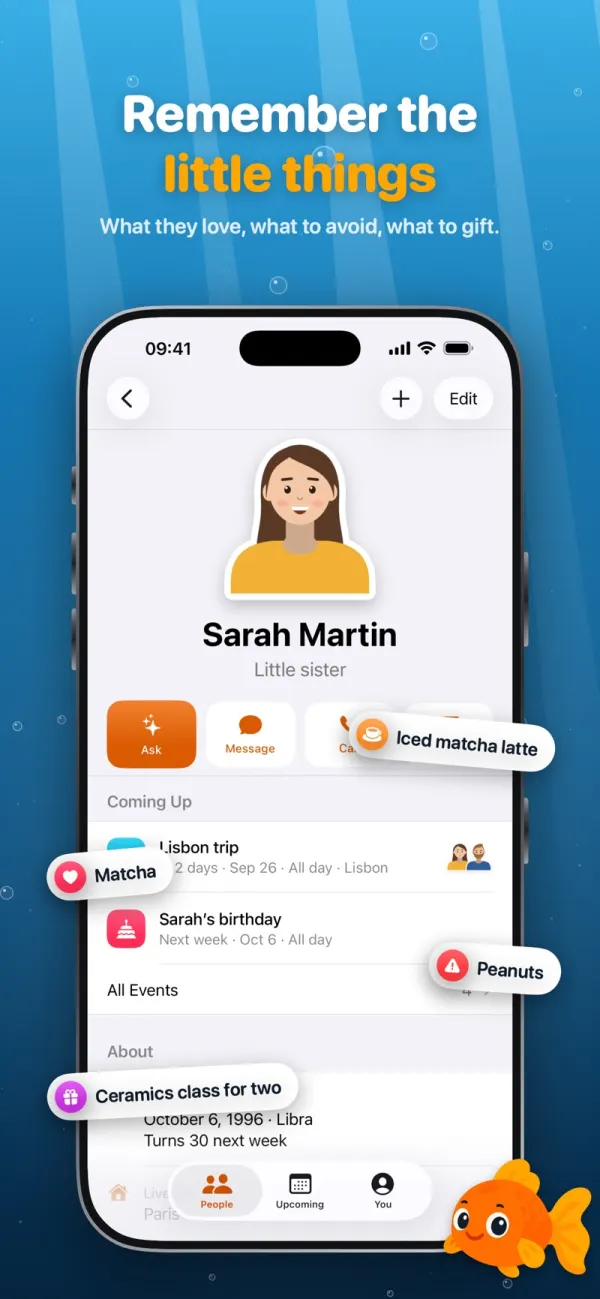 Remember the
little things
What they love, what to avoid, what to gift.
09:41
Edit
Sarah Martin
Little sister
Ask
Message
Iced matcha latte
Coming Up
Lisbon trip
2 days · Sep 26 · All day · Lisbon
Matcha
Sarah's birthday
Next week · Oct 6 · All day
Peanuts
All Events
4
About
Ceramics class for two
October 6, 1996 · Libra
Turns 30 next week
Paris
People
Upcoming
You